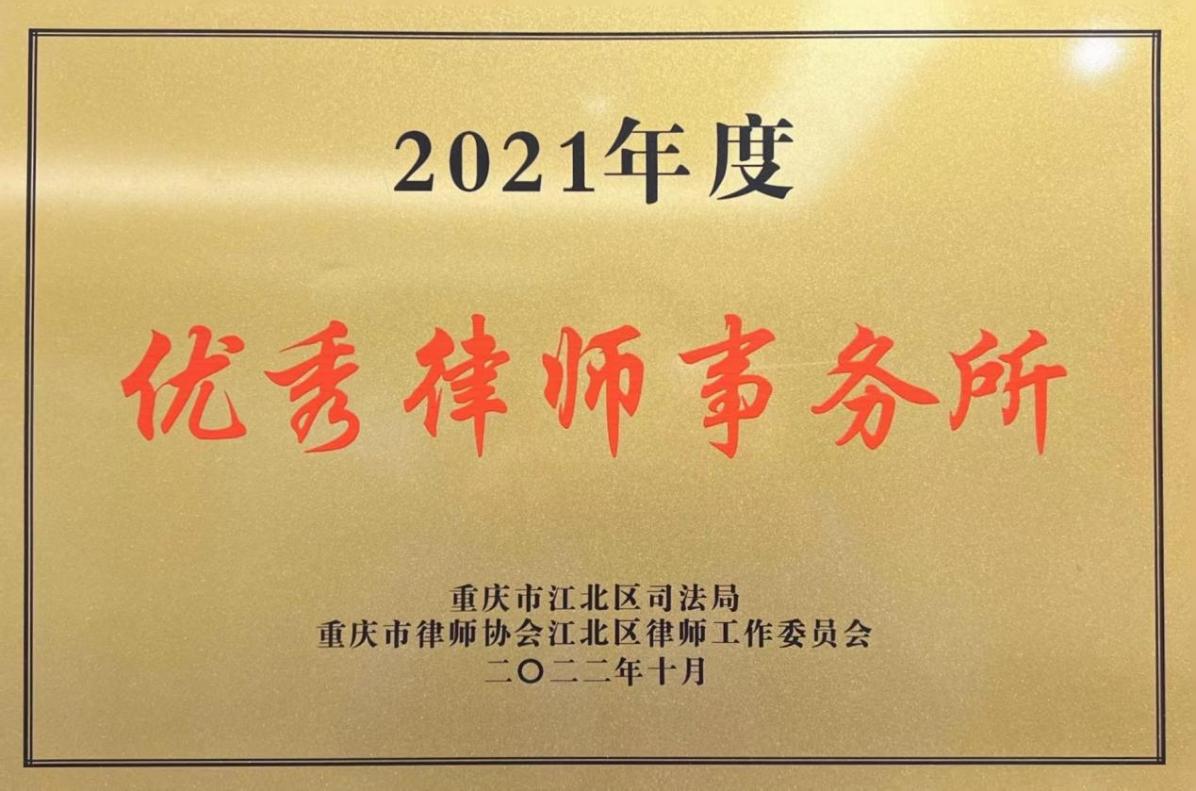 2021年度
优秀律师事务所
重庆市江北区司法局
重庆市律师协会江北区律师工作委员会
二〇二二年十月